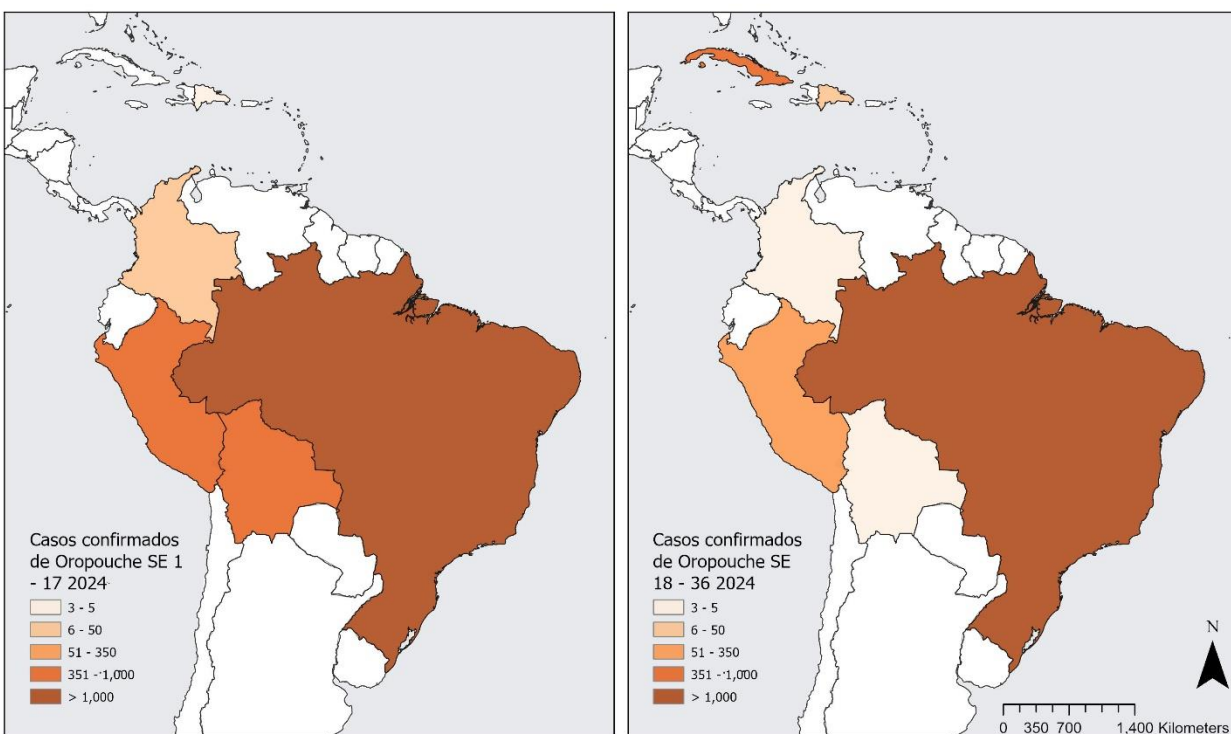 Casos confirmados
de Oropouche SE 1
- 17 2024
3 - 5
6 - 50
51 - 350
351 - 1,000
> 1,000
Casos confirmados
de Oropouche SE
18 - 36 2024
3 - 5
6 - 50
51 - 350
351 - 1,000
> 1,000
N
0 350 700 1,400 Kilometers